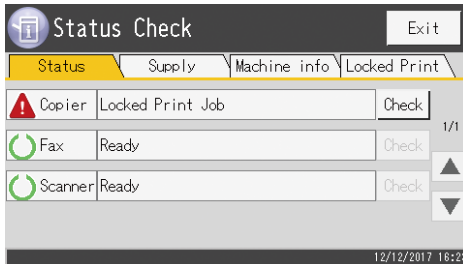 Status Check
Exit
Status Supply Machine info Locked Print
Copier Locked Print Job Check
1/1
Fax Ready Check
Scanner Ready Check
12/12/2017 16:2